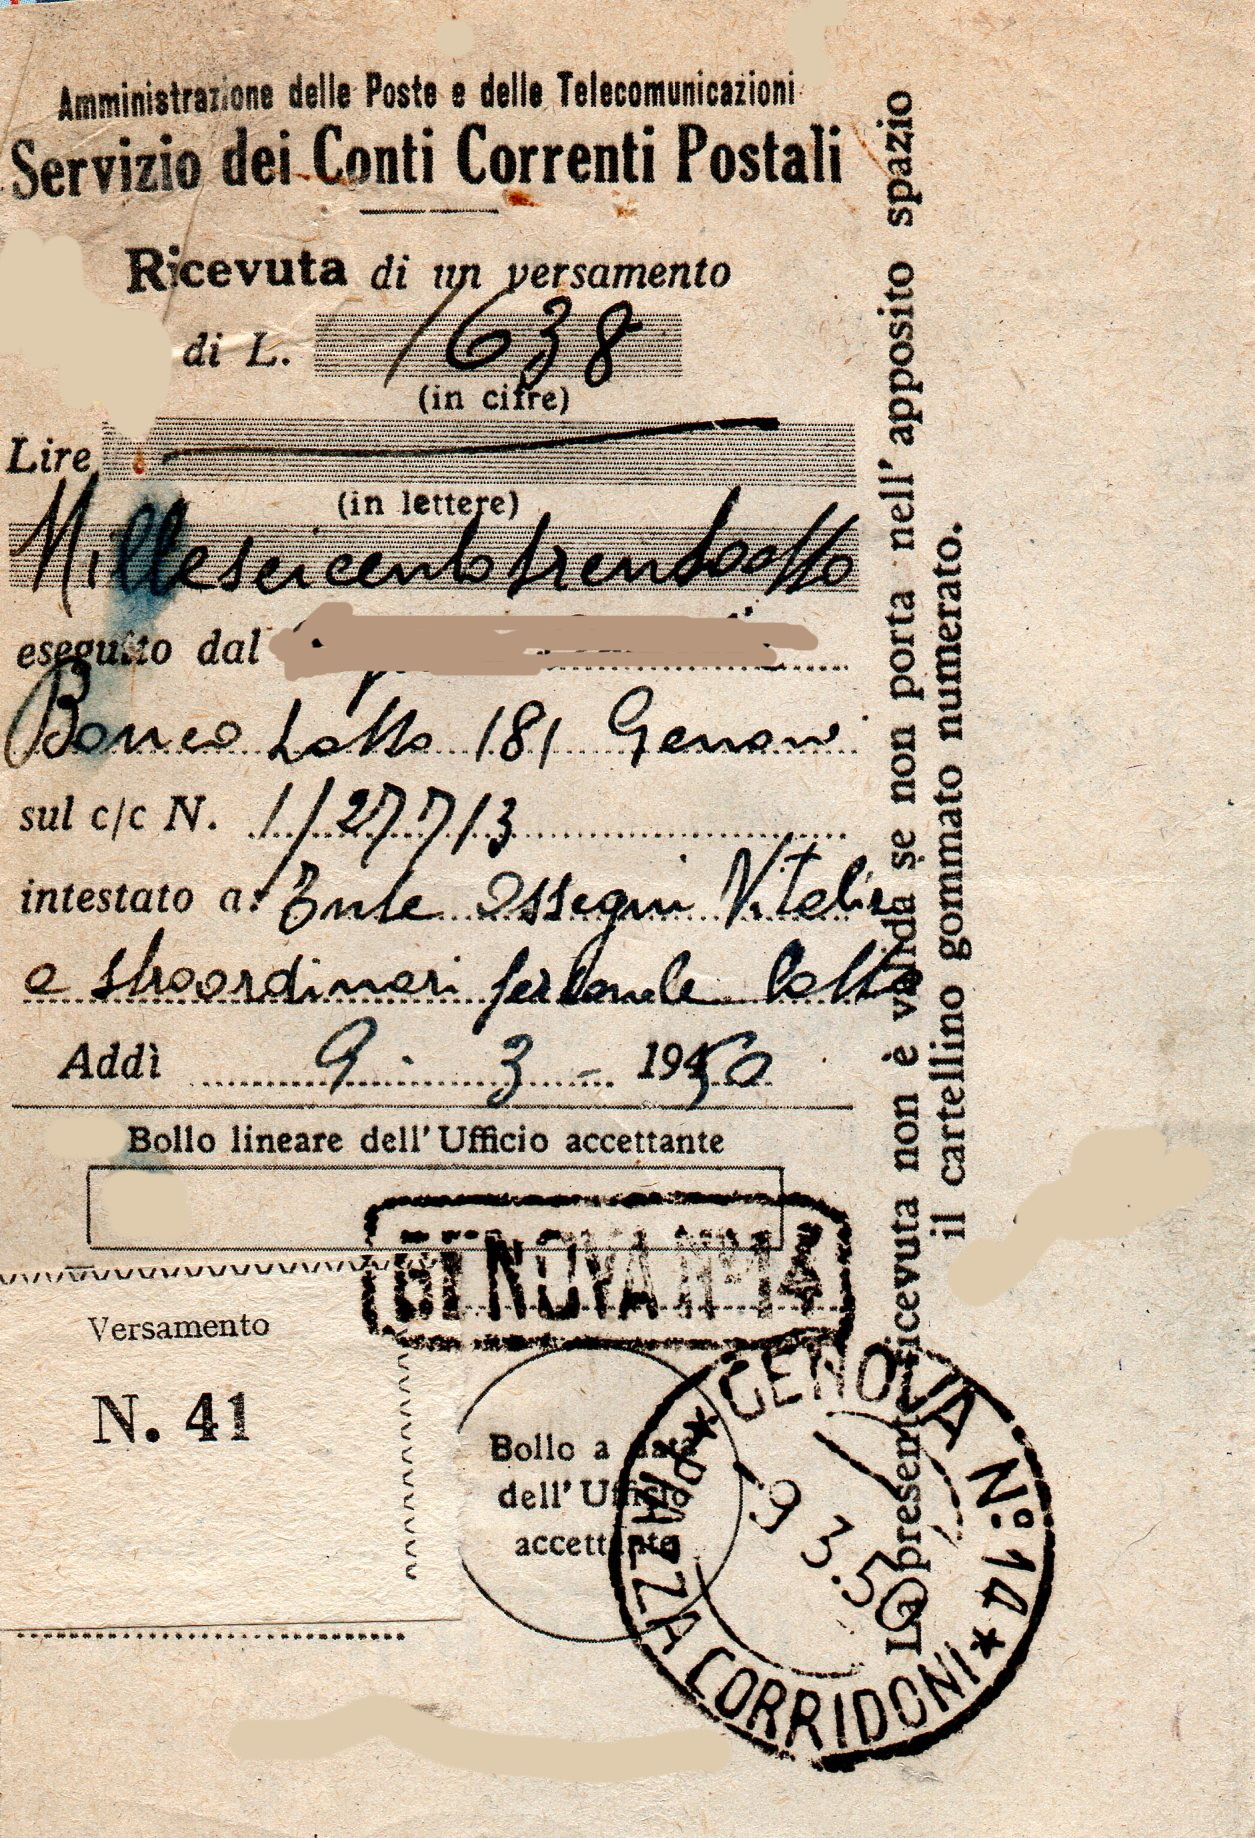 Amministrazione delle Poste e delle Telecomunicazioni
Servizio dei Conti Correnti Postali
Ricevuta di un versamento
di L. 1638
(in cifre)
Lire
(in lettere)
Milleseicentotrentaotto
eseguito dal
Banco Lotto 181 Genova
sul c/c N. 1/27713
intestato a: Ente Assegni Vitalizi
e straordinari personale Lotto
Addì 9 - 3 - 1950
Bollo lineare dell'Ufficio accettante
GENOVA Nº 14
Versamento
N. 41
Bollo a data
dell'Ufficio
accettante
GENOVA Nº 14
9 3.50
PIAZZA CORRIDONI
La presente ricevuta non è valida se non porta nell'apposito spazio
il cartellino gommato numerato.